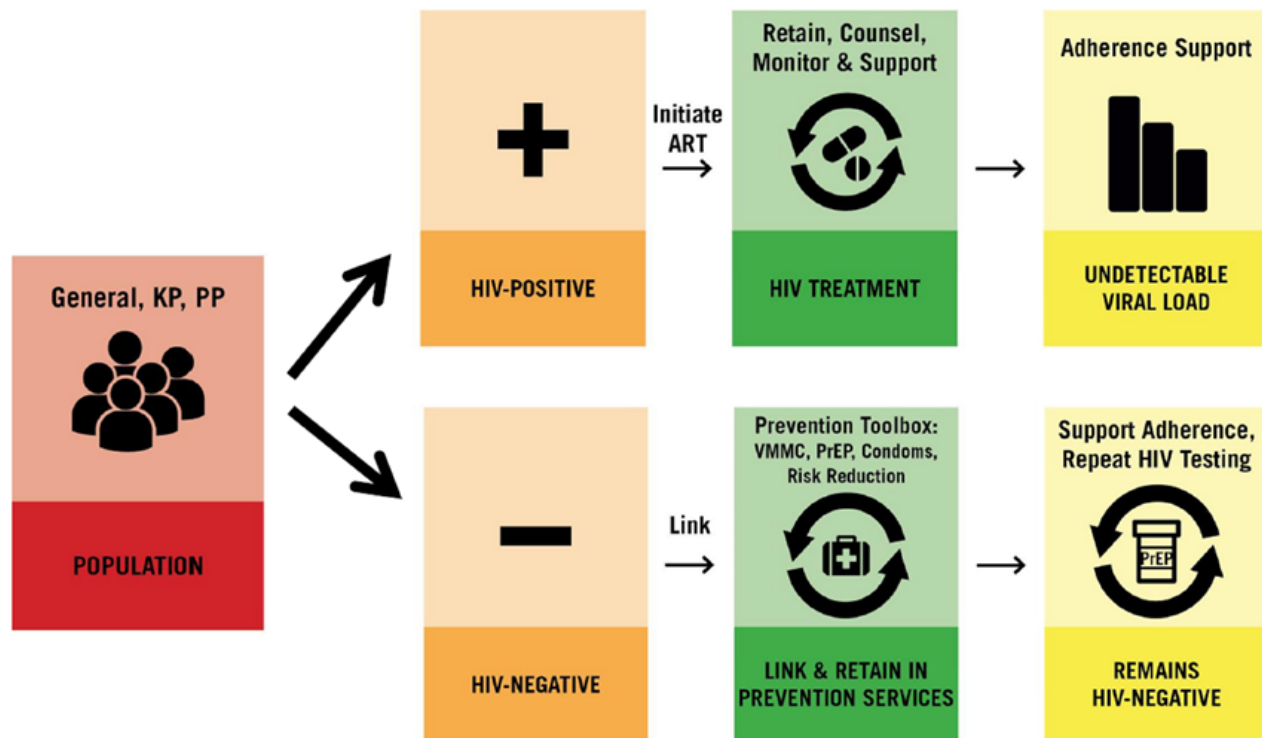 General, KP, PP
POPULATION
HIV-POSITIVE
Initiate
ART
Retain, Counsel,
Monitor & Support
HIV TREATMENT
Adherence Support
UNDETECTABLE
VIRAL LOAD
HIV-NEGATIVE
Link
Prevention Toolbox:
VMMC, PrEP, Condoms,
Risk Reduction
LINK & RETAIN IN
PREVENTION SERVICES
Support Adherence,
Repeat HIV Testing
PrEP
REMAINS
HIV-NEGATIVE